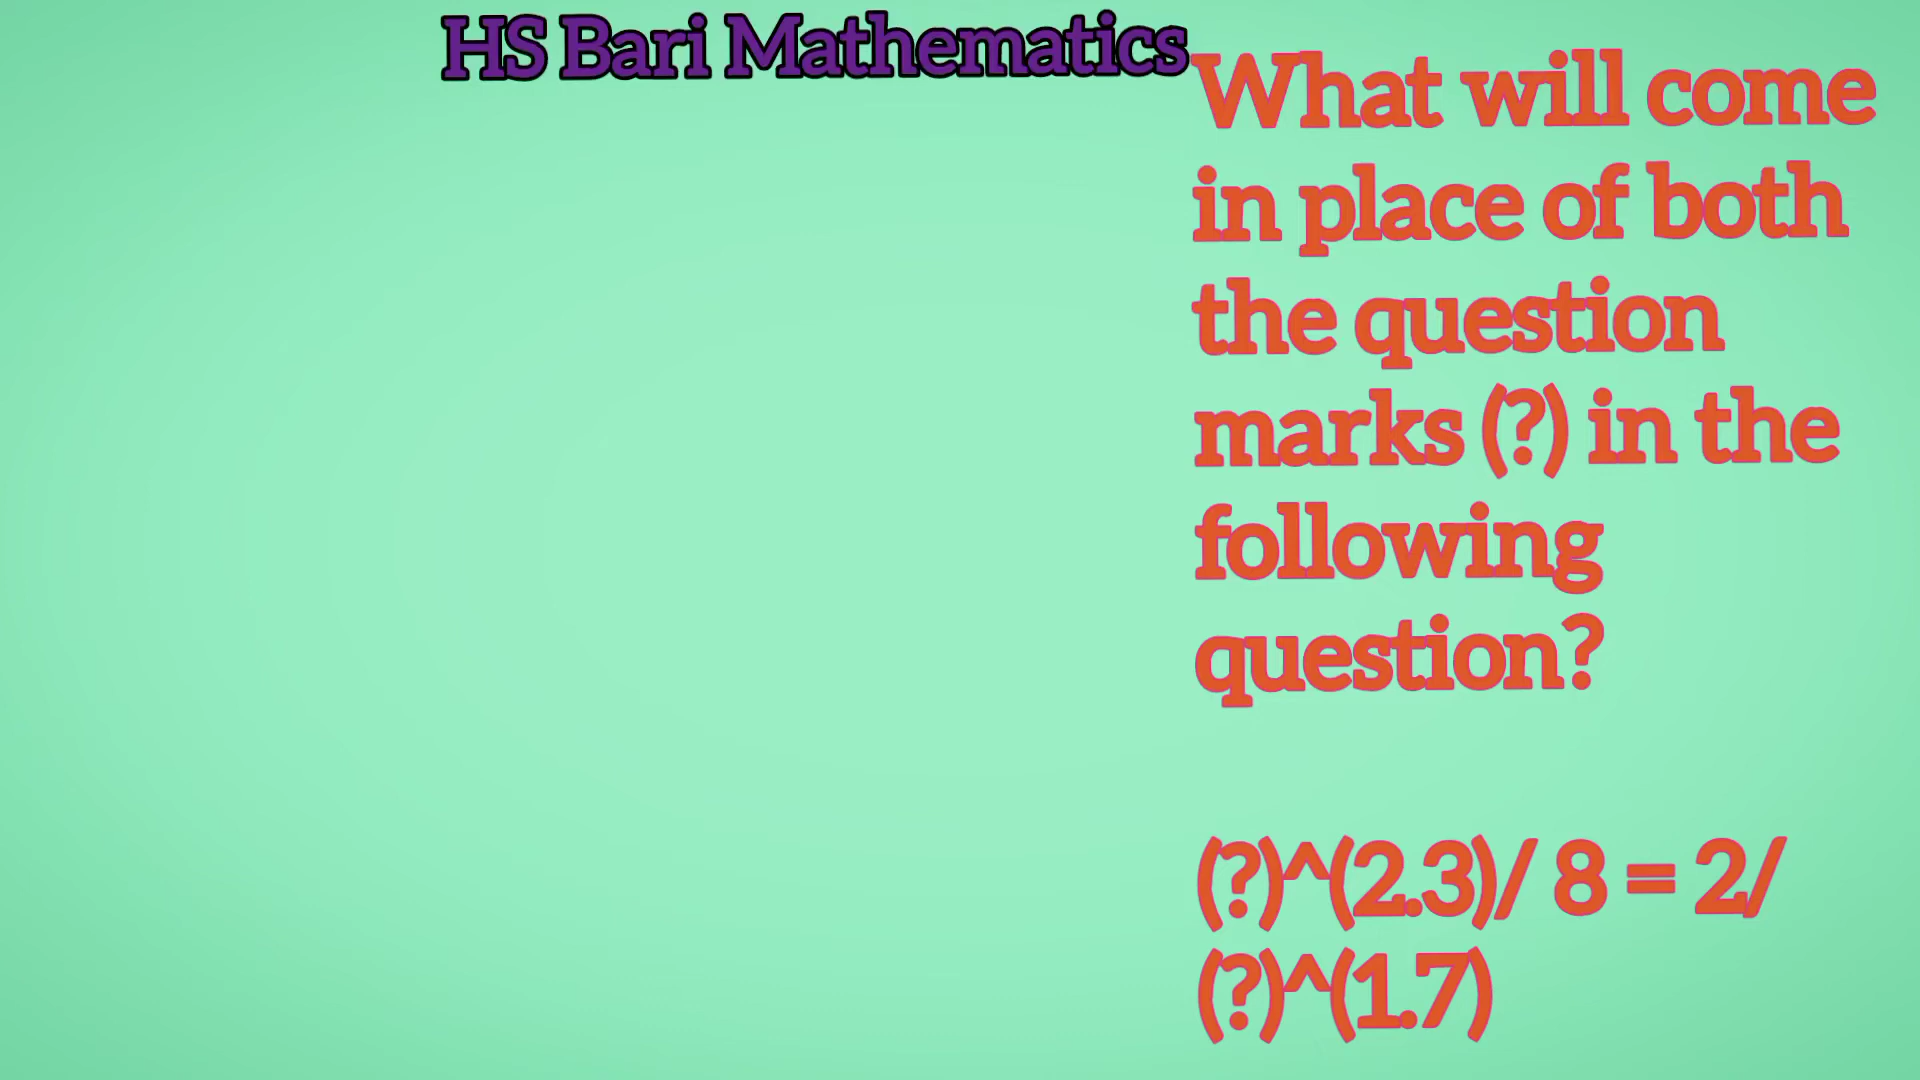 HS Bari Mathematics
What will come
in place of both
the question
marks (?) in the
following
question?
(?)^(2.3)/ 8 = 2/
(?)^(1.7)